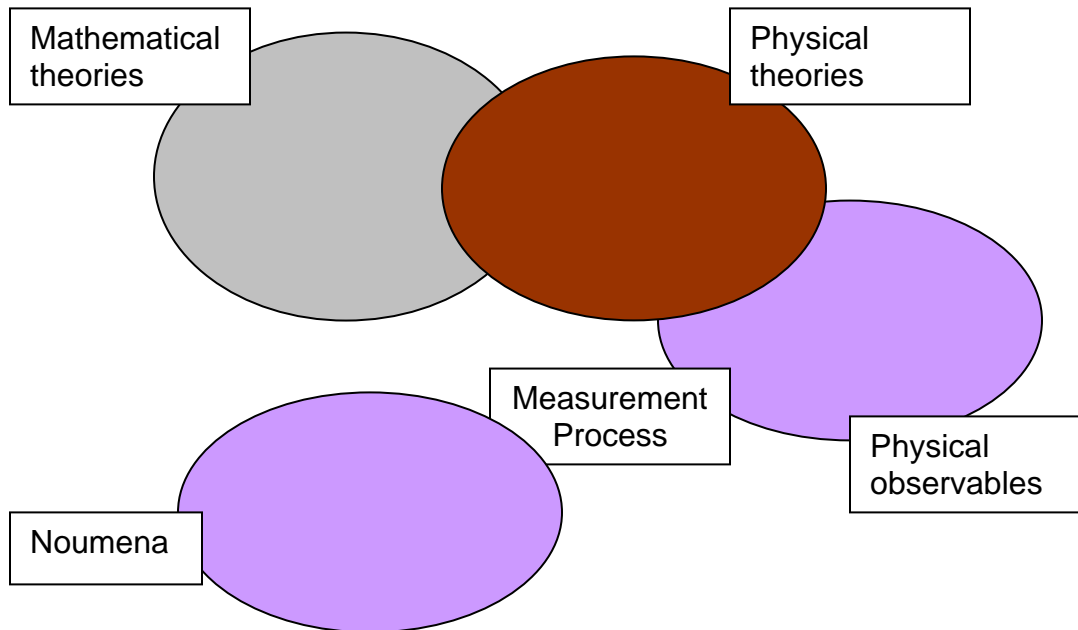 Mathematical
theories
Physical
theories
Measurement
Process
Physical
observables
Noumena